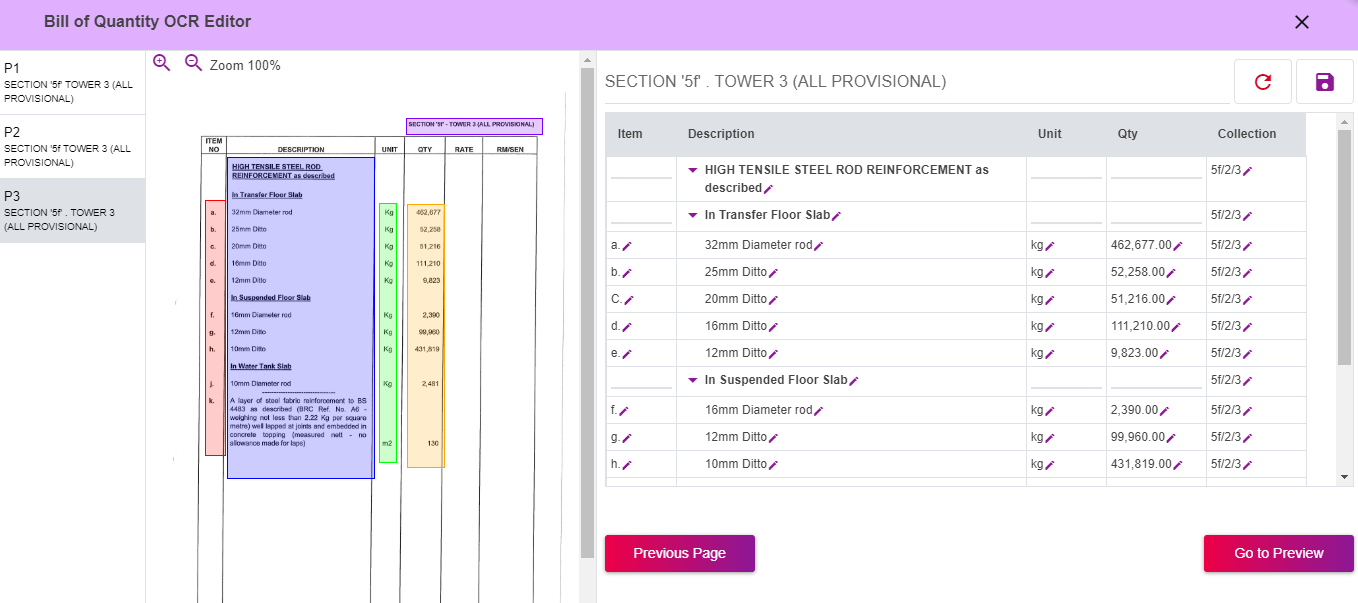 Bill of Quantity OCR Editor
P1
SECTION '5f' TOWER 3 (ALL
PROVISIONAL)
P2
SECTION '5f TOWER 3 (ALL
PROVISIONAL)
P3
SECTION '5f' . TOWER 3
(ALL PROVISIONAL)
Zoom 100%
SECTION '5f' - TOWER 3 (ALL PROVISIONAL)
ITEM NO DESCRIPTION UNIT QTY RATE RM/SEN
HIGH TENSILE STEEL ROD
REINFORCEMENT as described
In Transfer Floor Slab
a. 32mm Diameter rod Kg 462,677
b. 25mm Ditto Kg 52,258
c. 20mm Ditto Kg 51,216
d. 16mm Ditto Kg 111,210
e. 12mm Ditto Kg 9,823
In Suspended Floor Slab
f. 16mm Diameter rod Kg 2,390
g. 12mm Ditto Kg 99,960
h. 10mm Ditto Kg 431,819
In Water Tank Slab
j. 10mm Diameter rod Kg 2,481
k. A layer of steel fabric reinforcement to BS
4483 as described (BRC Ref. No. A6 -
weighing not less than 2.22 Kg per square
metre) well lapped at joints and embedded in
concrete topping (measured nett - no
allowance made for laps) m2 130
SECTION '5f' . TOWER 3 (ALL PROVISIONAL)
Item Description Unit Qty Collection
HIGH TENSILE STEEL ROD REINFORCEMENT as 5f/2/3
described
In Transfer Floor Slab 5f/2/3
a. 32mm Diameter rod kg 462,677.00 5f/2/3
b. 25mm Ditto kg 52,258.00 5f/2/3
C. 20mm Ditto kg 51,216.00 5f/2/3
d. 16mm Ditto kg 111,210.00 5f/2/3
e. 12mm Ditto kg 9,823.00 5f/2/3
In Suspended Floor Slab 5f/2/3
f. 16mm Diameter rod kg 2,390.00 5f/2/3
g. 12mm Ditto kg 99,960.00 5f/2/3
h. 10mm Ditto kg 431,819.00 5f/2/3
Previous Page
Go to Preview